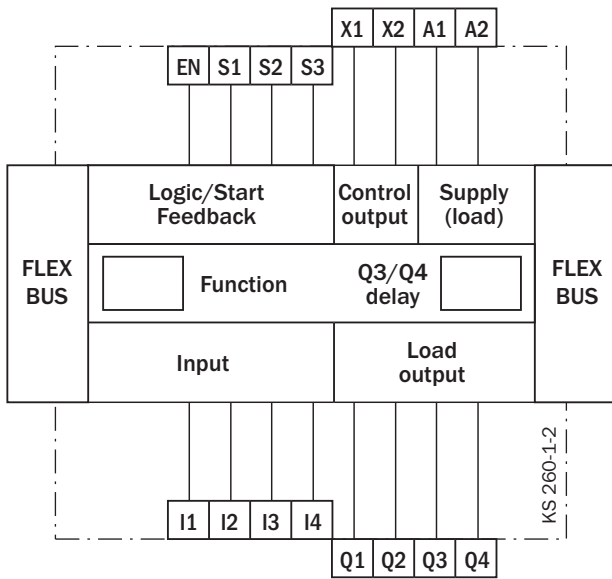 X1 X2 A1 A2
EN S1 S2 S3
Logic/Start
Feedback
Control
output
Supply
(load)
FLEX
BUS
Function
Q3/Q4
delay
FLEX
BUS
Input
Load
output
KS 260-1-2
I1 I2 I3 I4
Q1 Q2 Q3 Q4